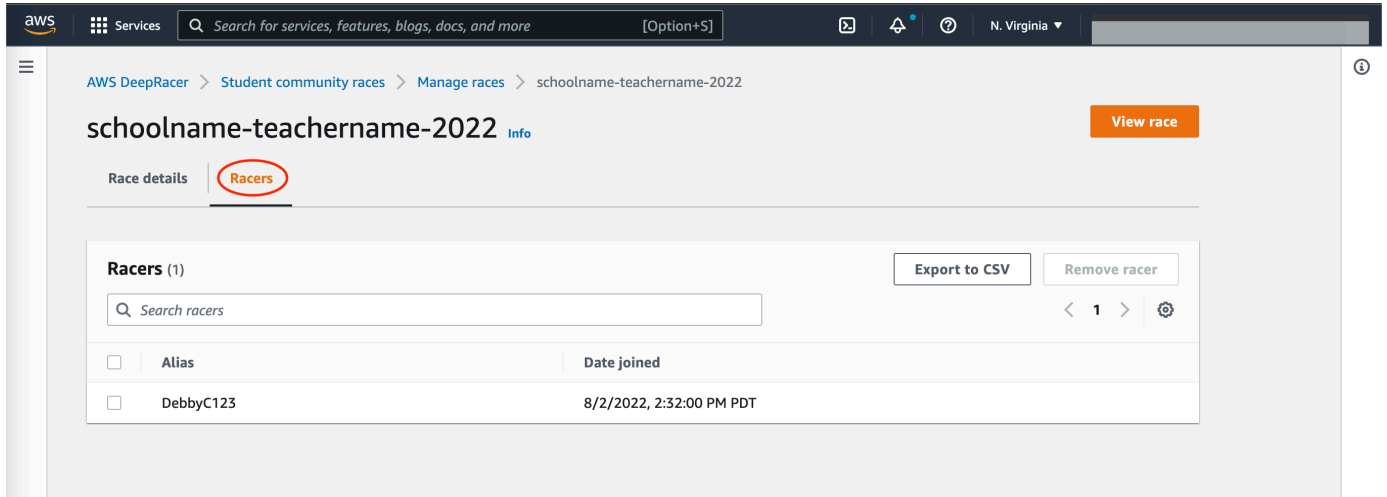 aws Services Search for services, features, blogs, docs, and more [Option+S] N. Virginia
AWS DeepRacer Student community races Manage races schoolname-teachername-2022
schoolname-teachername-2022 Info View race
Race details Racers
Racers (1) Export to CSV Remove racer
Search racers 1
Alias Date joined
DebbyC123 8/2/2022, 2:32:00 PM PDT